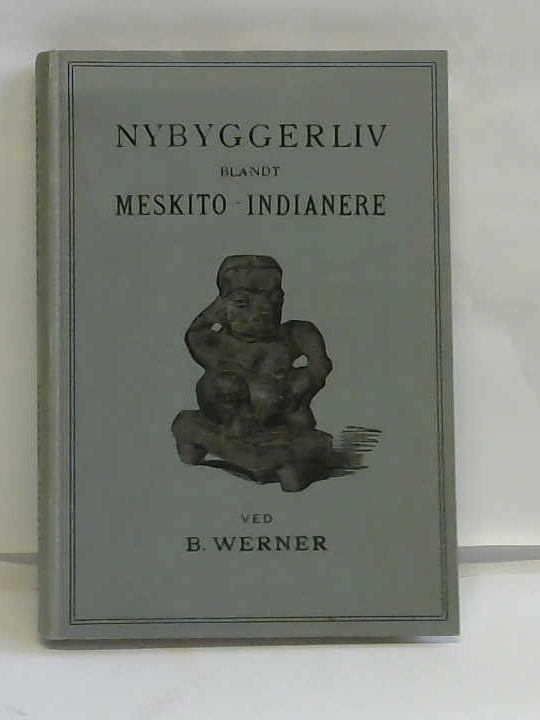 NYBYGGERLIV
BLANDT
MESKITO - INDIANERE
VED
B. WERNER